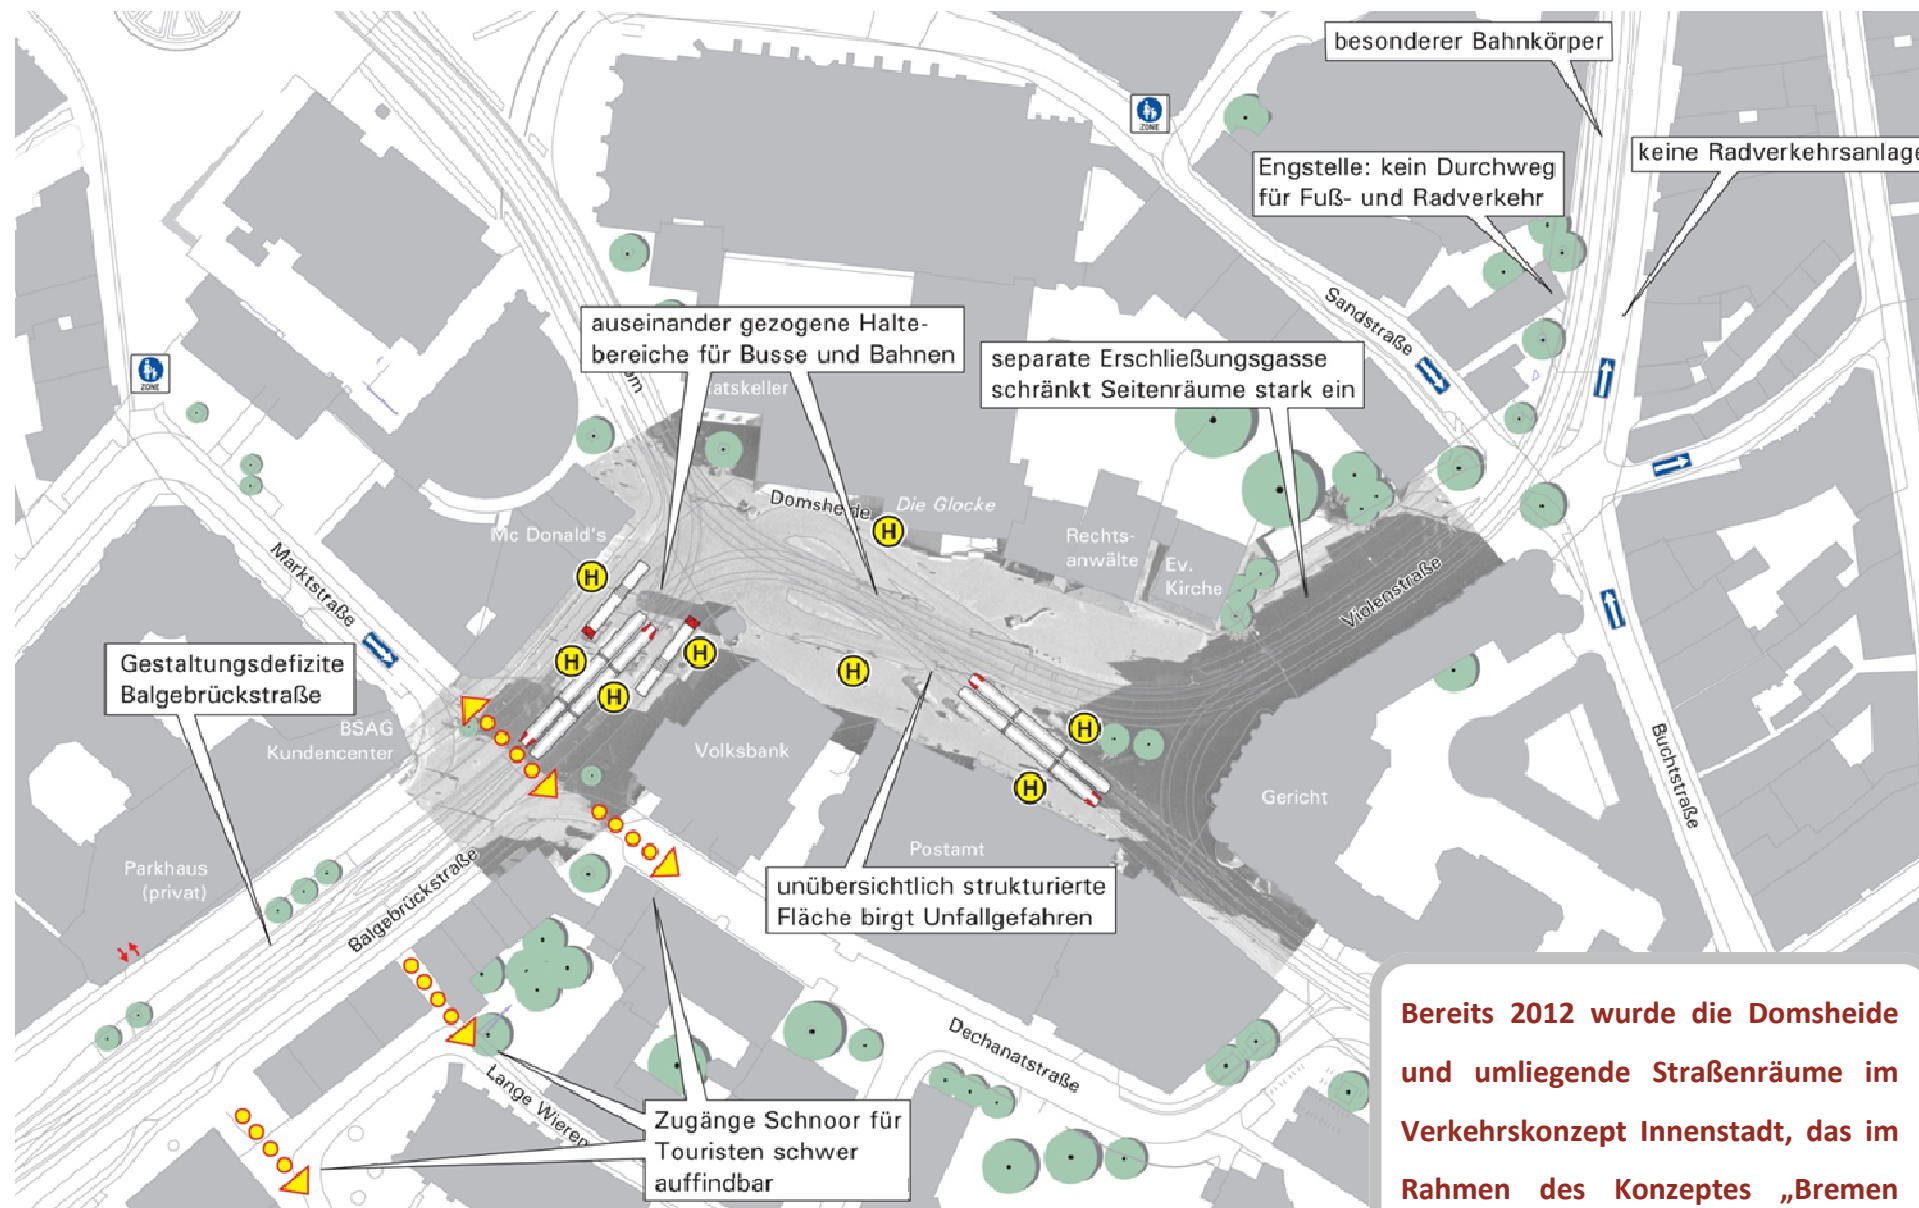 besonderer Bahnkörper
ZONE
Engstelle: kein Durchweg
für Fuß- und Radverkehr
keine Radverkehrsanlage
Sandstraße
auseinander gezogene Halte-
bereiche für Busse und Bahnen
separate Erschließungsgasse
schränkt Seitenräume stark ein
ZONE
om
atskeller
Domsheide
Die Glocke
H
Mc Donald's
Rechts-
anwälte
Ev.
Kirche
H
Marktstraße
Violenstraße
H
H
H
H
Gestaltungsdefizite
Balgebrückstraße
BSAG
Kundencenter
Volksbank
H
H
Gericht
Buchtstraße
Parkhaus
(privat)
Postamt
Balgebrückstraße
unübersichtlich strukturierte
Fläche birgt Unfallgefahren
Dechanatstraße
Lange Wieren
Zugänge Schnoor für
Touristen schwer
auffindbar
Bereits 2012 wurde die Domsheide
und umliegende Straßenräume im
Verkehrskonzept Innenstadt, das im
Rahmen des Konzeptes „Bremen